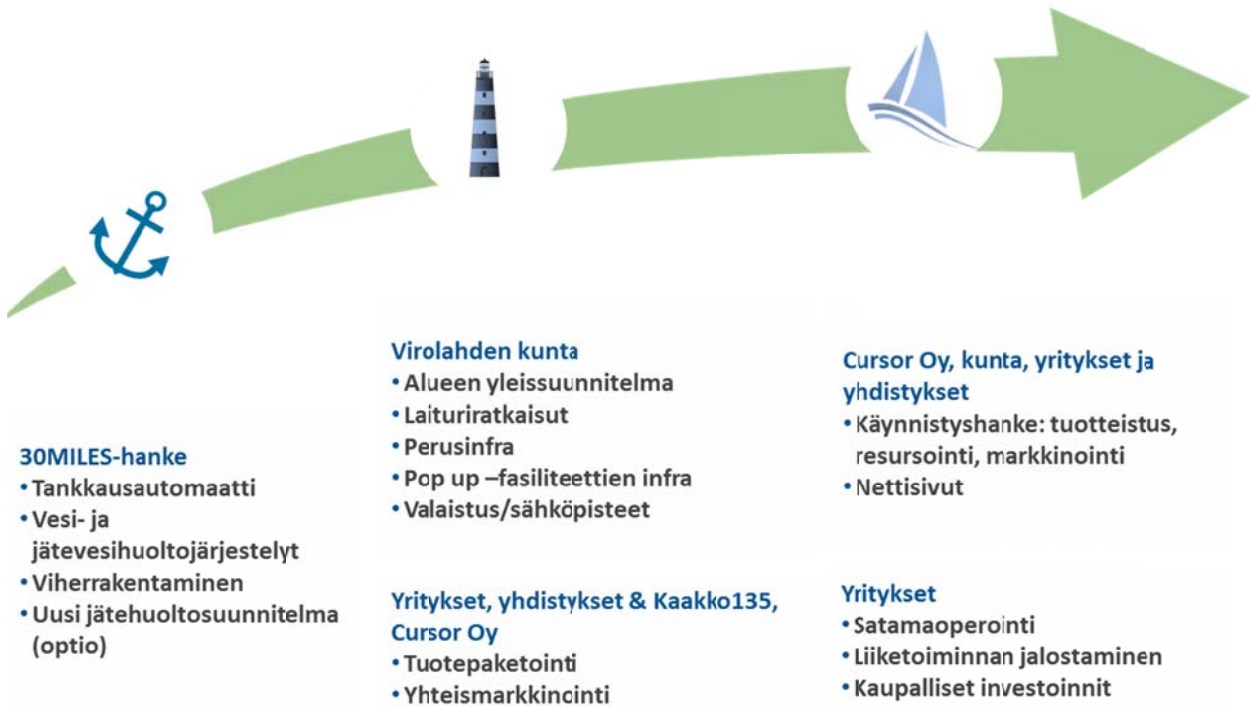 30MILES-hanke
• Tankkausautomaatti
• Vesi- ja
jätevesihuoltojärjestelyt
• Viherrakentaminen
• Uusi jätehuoltosuunnitelma
(optio)
Virolahden kunta
• Alueen yleissuunnitelma
• Laituriratkaisut
• Perusinfra
• Pop up –fasiliteettien infra
• Valaistus/sähköpisteet
Yritykset, yhdistykset & Kaakko135,
Cursor Oy
• Tuotepaketointi
• Yhteismarkkinointi
Cursor Oy, kunta, yritykset ja
yhdistykset
• Käynnistyshanke: tuotteistus,
resursointi, markkinointi
• Nettisivut
Yritykset
• Satamaoperointi
• Liiketoiminnan jalostaminen
• Kaupalliset investoinnit